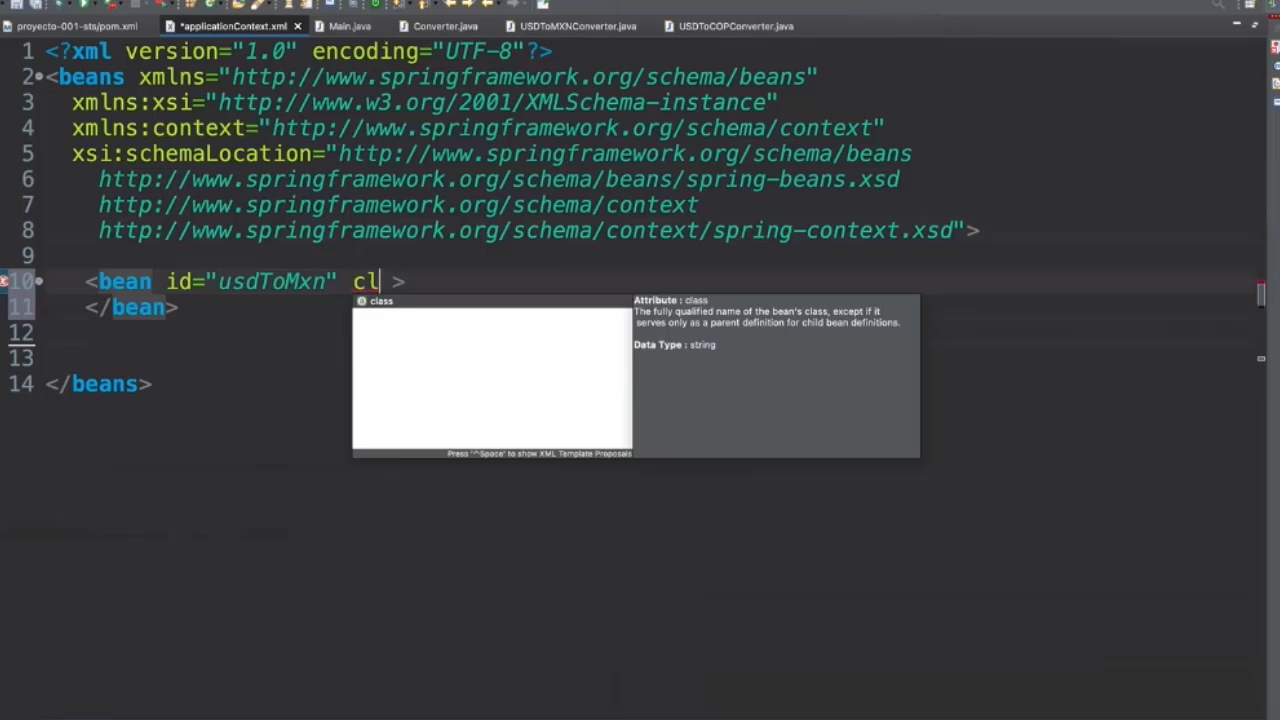 proyecto-001-sts/pom.xml *applicationContext.xml Main.java Converter.java USDToMXNConverter.java USDToCOPConverter.java
1 <?xml version="1.0" encoding="UTF-8"?>
2 <beans xmlns="http://www.springframework.org/schema/beans"
3 xmlns:xsi="http://www.w3.org/2001/XMLSchema-instance"
4 xmlns:context="http://www.springframework.org/schema/context"
5 xsi:schemaLocation="http://www.springframework.org/schema/beans
6 http://www.springframework.org/schema/beans/spring-beans.xsd
7 http://www.springframework.org/schema/context
8 http://www.springframework.org/schema/context/spring-context.xsd">
9
10 <bean id="usdToMxn" cl >
11 </bean>
12
13
14 </beans>
class
Press '^Space' to show XML Template Proposals
Attribute : class
The fully qualified name of the bean's class, except if it
serves only as a parent definition for child bean definitions.
Data Type : string